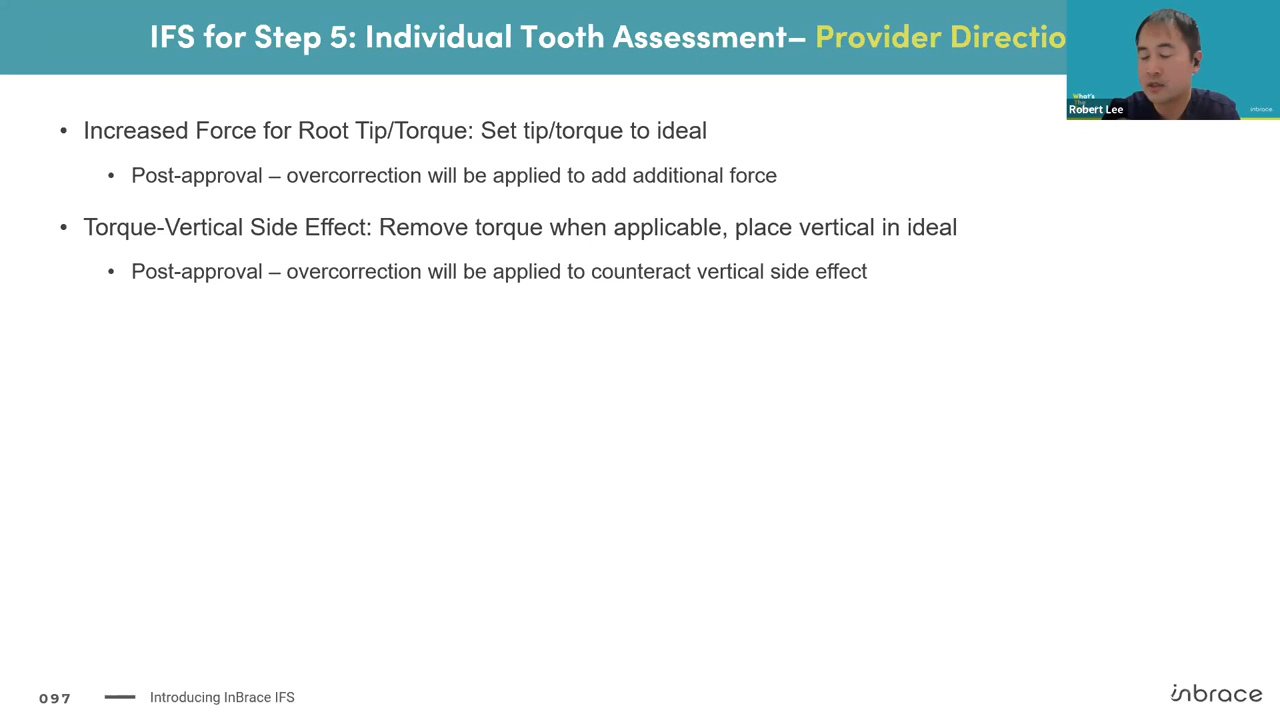 IFS for Step 5: Individual Tooth Assessment– Provider Directio
What's
The
Robert Lee
inbrace
• Increased Force for Root Tip/Torque: Set tip/torque to ideal
• Post-approval – overcorrection will be applied to add additional force
• Torque-Vertical Side Effect: Remove torque when applicable, place vertical in ideal
• Post-approval – overcorrection will be applied to counteract vertical side effect
097
Introducing InBrace IFS
inbrace